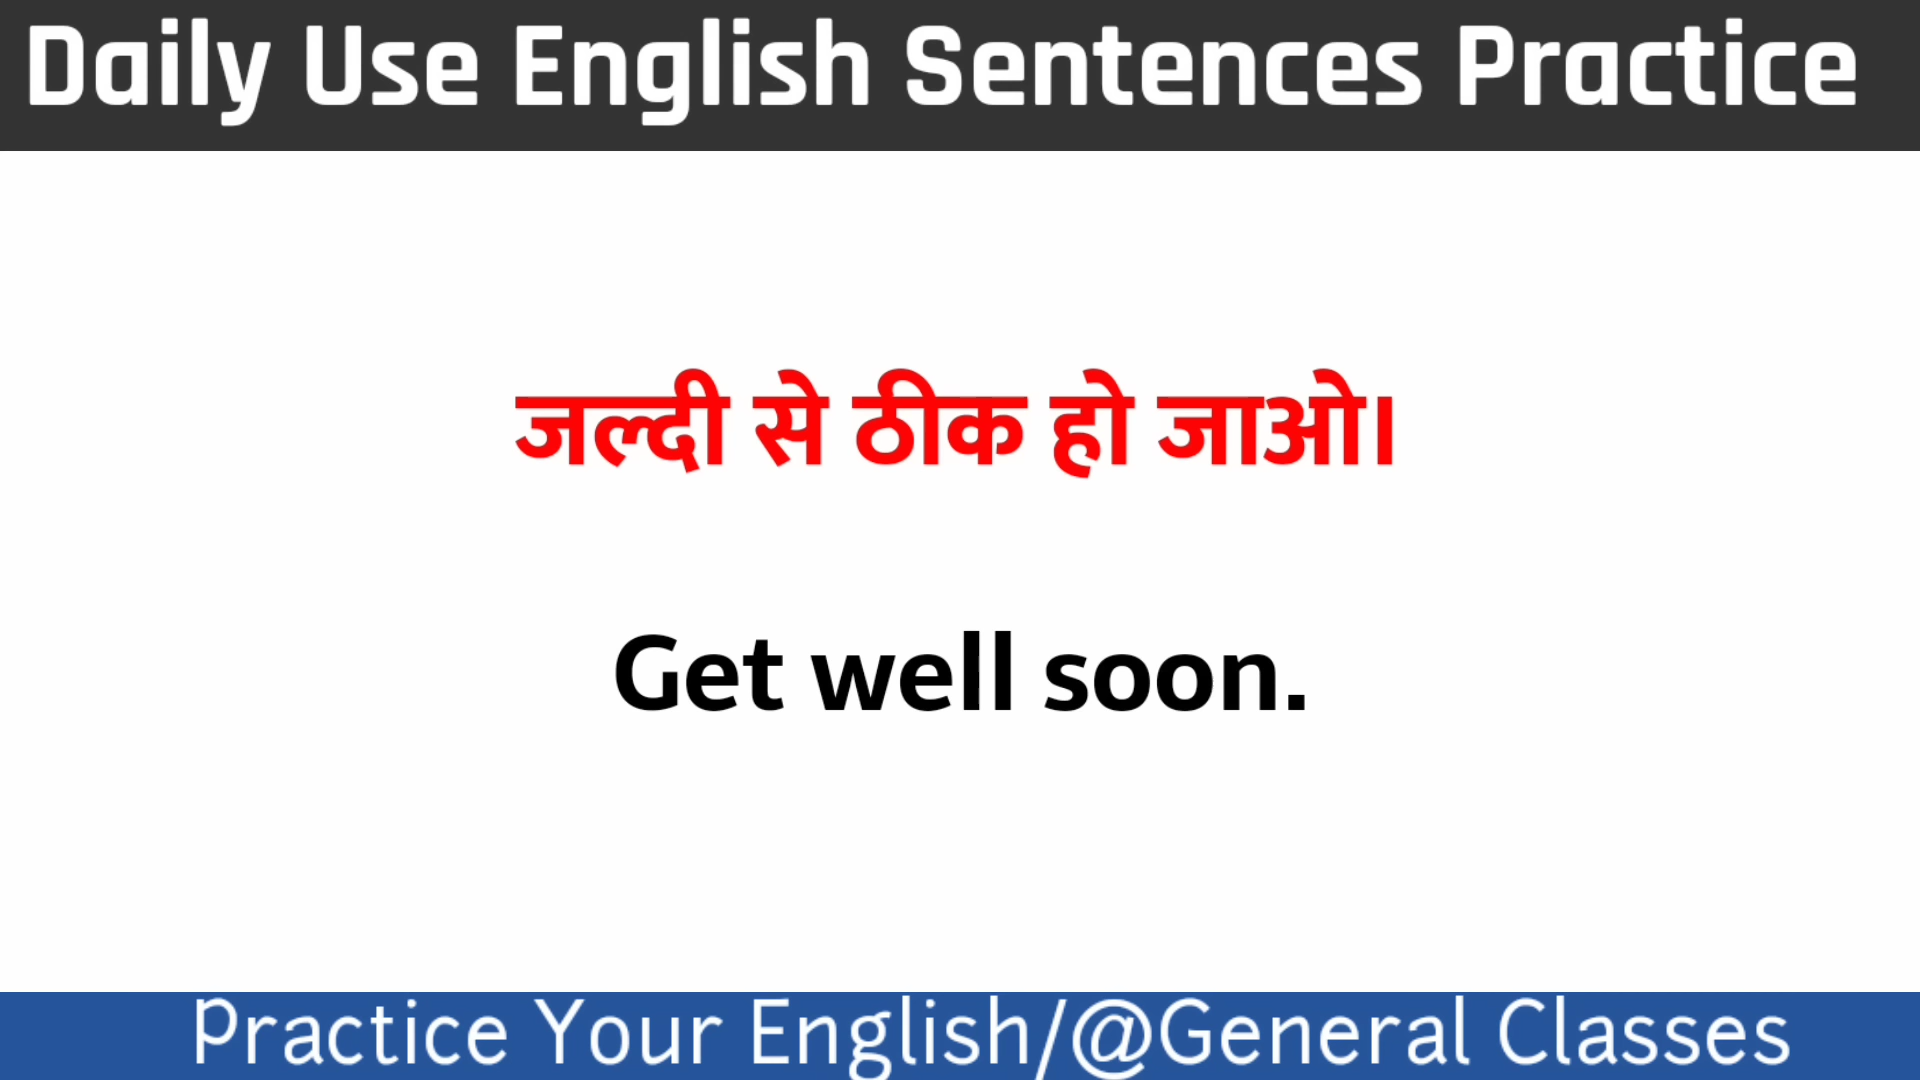 Daily Use English Sentences Practice
जल्दी से ठीक हो जाओ।
Get well soon.
Practice Your English/@General Classes